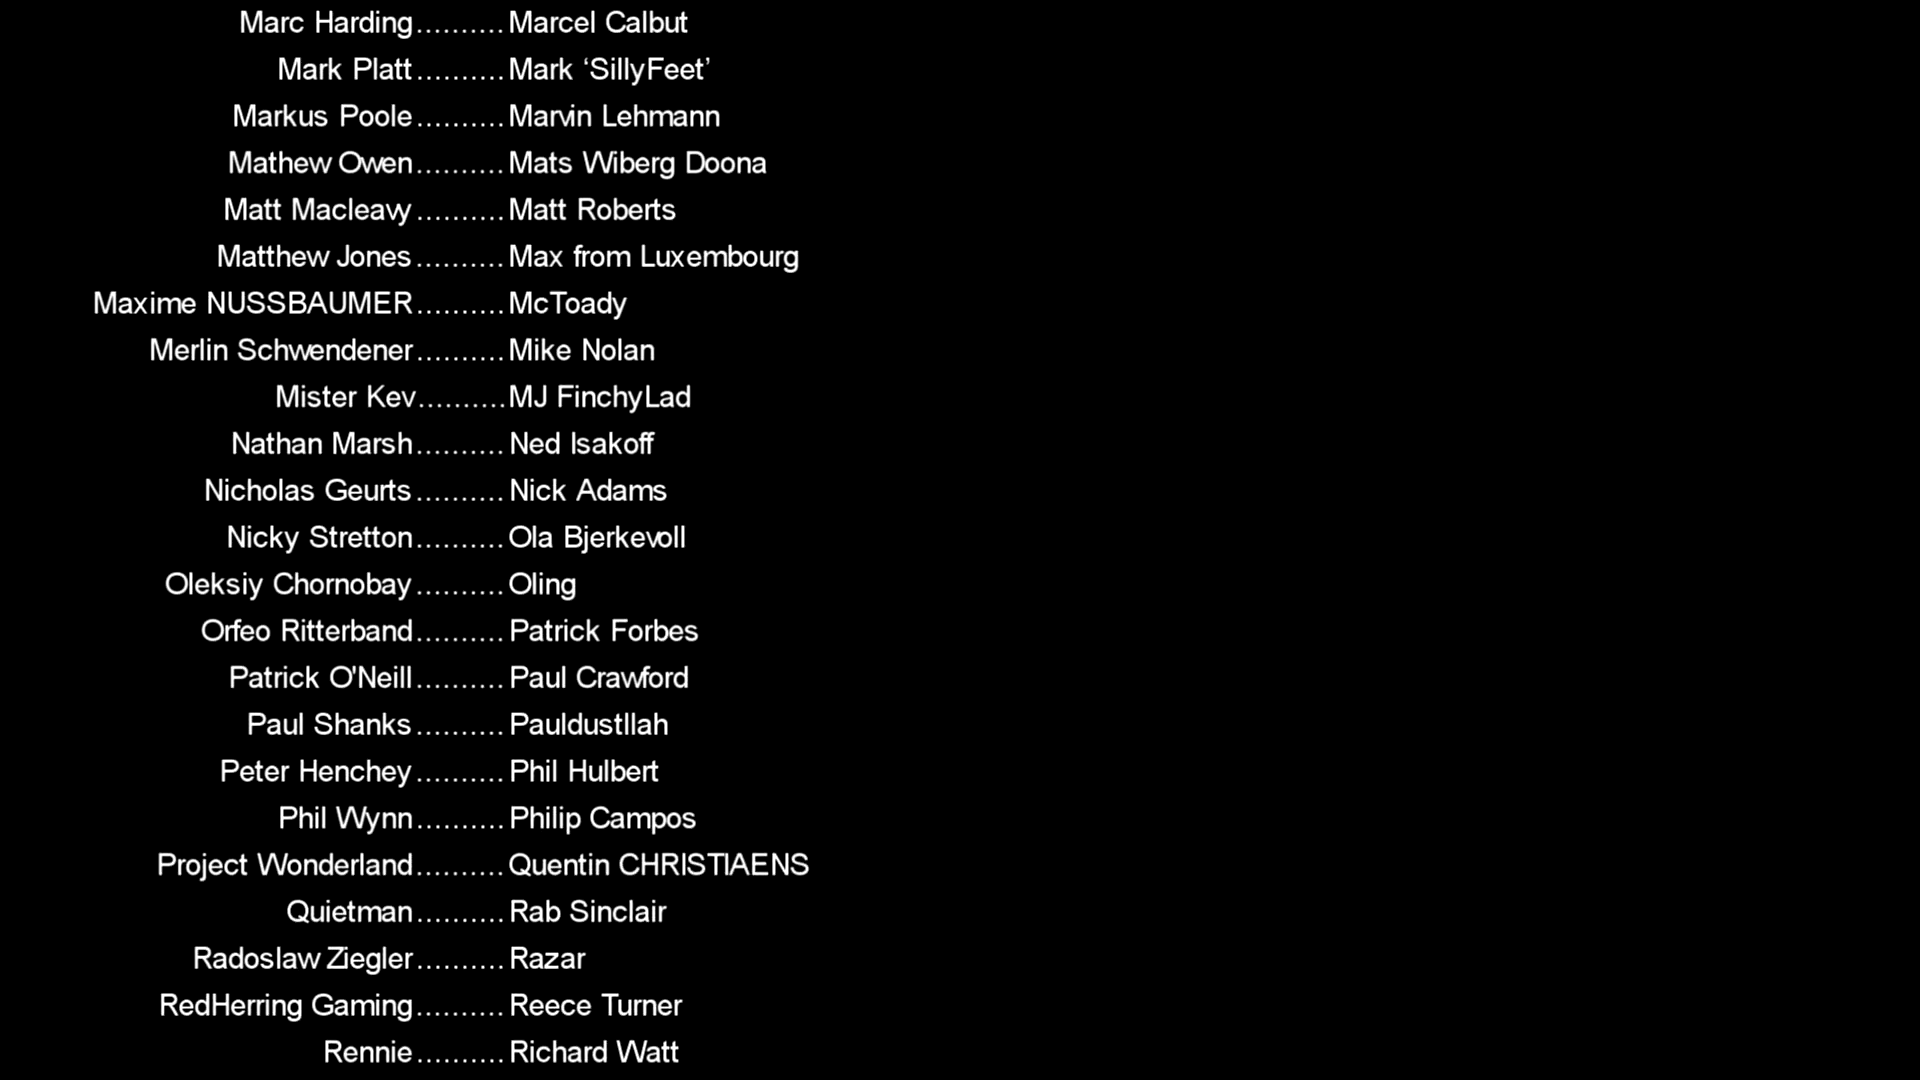 Marc Harding..........Marcel Calbut
Mark Platt..........Mark ‘SillyFeet’
Markus Poole..........Marvin Lehmann
Mathew Owen..........Mats Wiberg Doona
Matt Macleavy..........Matt Roberts
Matthew Jones..........Max from Luxembourg
Maxime NUSSBAUMER..........McToady
Merlin Schwendener..........Mike Nolan
Mister Kev..........MJ FinchyLad
Nathan Marsh..........Ned Isakoff
Nicholas Geurts..........Nick Adams
Nicky Stretton..........Ola Bjerkevoll
Oleksiy Chornobay..........Oling
Orfeo Ritterband..........Patrick Forbes
Patrick O'Neill..........Paul Crawford
Paul Shanks..........Pauldustllah
Peter Henchey..........Phil Hulbert
Phil Wynn..........Philip Campos
Project Wonderland..........Quentin CHRISTIAENS
Quietman..........Rab Sinclair
Radoslaw Ziegler..........Razar
RedHerring Gaming..........Reece Turner
Rennie..........Richard Watt